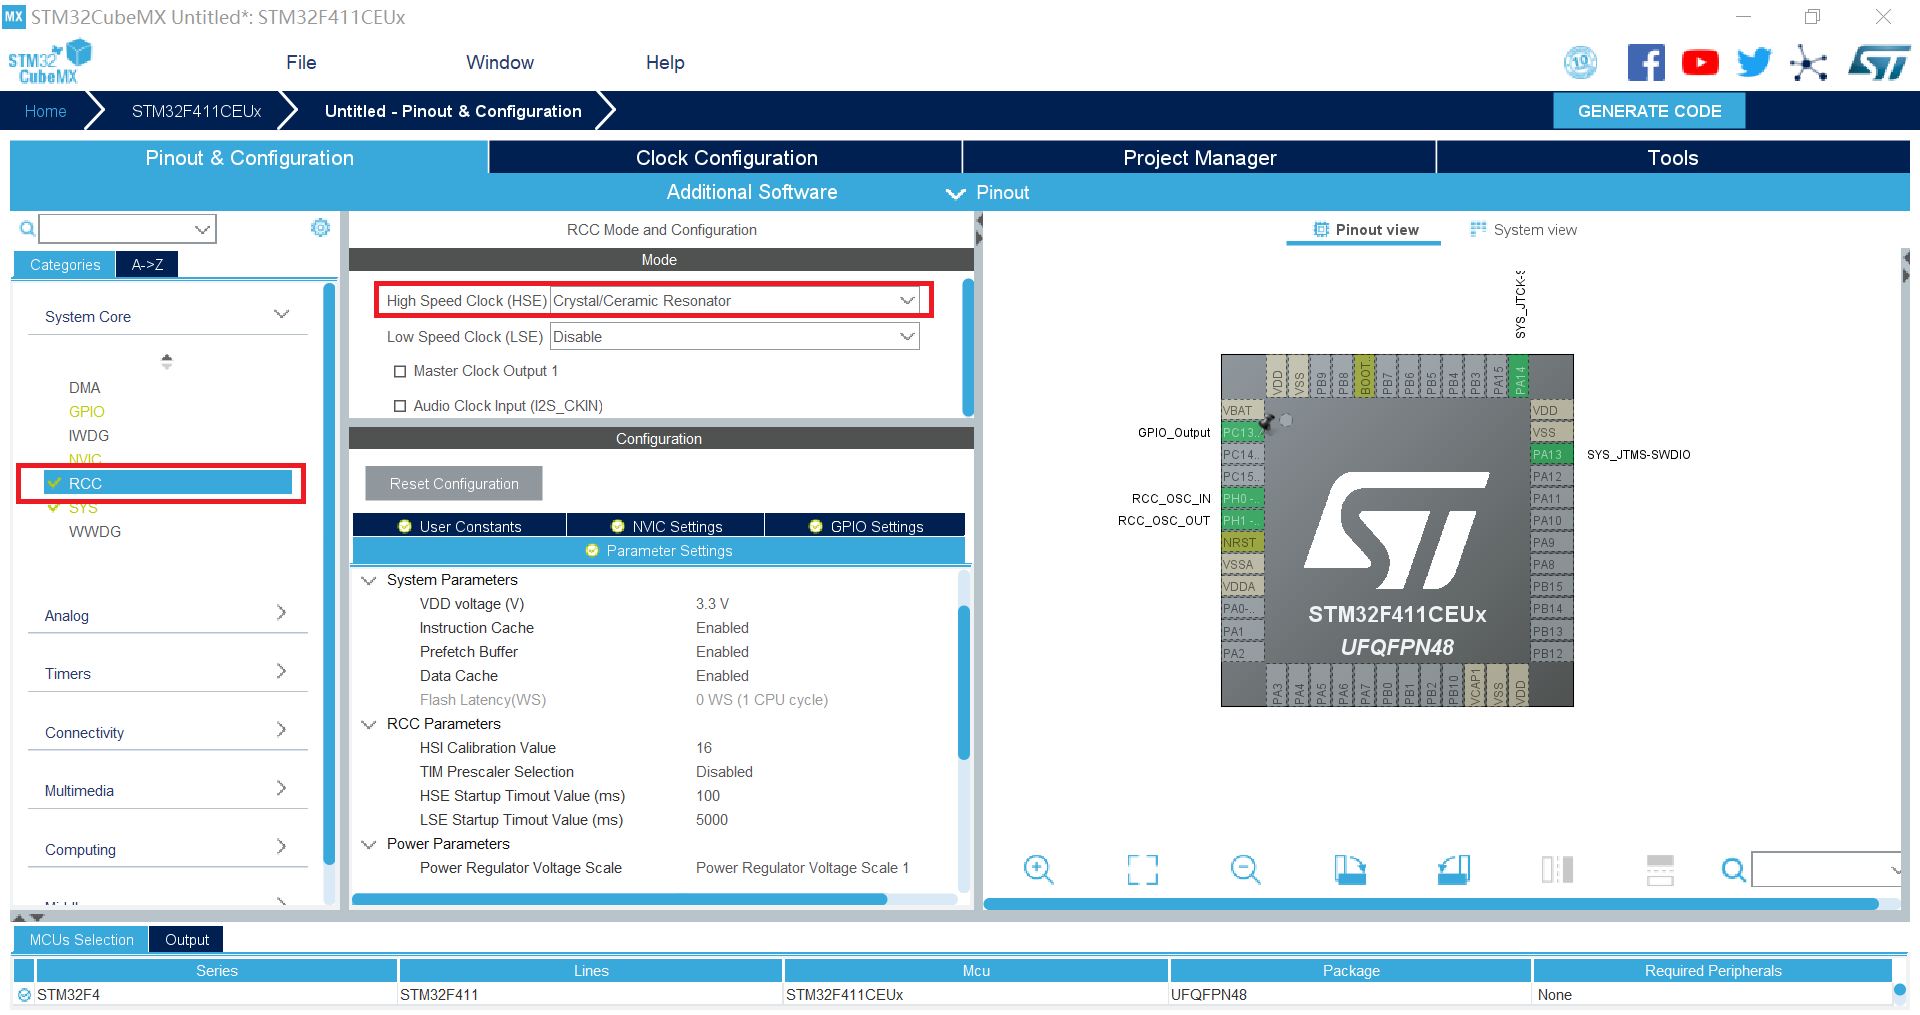 MX STM32CubeMX Untitled*: STM32F411CEUx
STM32
CubeMX
File Window Help
10
Home STM32F411CEUx Untitled - Pinout & Configuration GENERATE CODE
Pinout & Configuration Clock Configuration Project Manager Tools
Additional Software Pinout
Categories A->Z
System Core
DMA
GPIO
IWDG
NVIC
RCC
SYS
WWDG
Analog
Timers
Connectivity
Multimedia
Computing
RCC Mode and Configuration
Mode
High Speed Clock (HSE) Crystal/Ceramic Resonator
Low Speed Clock (LSE) Disable
Master Clock Output 1
Audio Clock Input (I2S_CKIN)
Configuration
Reset Configuration
User Constants NVIC Settings GPIO Settings
Parameter Settings
System Parameters
VDD voltage (V) 3.3 V
Instruction Cache Enabled
Prefetch Buffer Enabled
Data Cache Enabled
Flash Latency(WS) 0 WS (1 CPU cycle)
RCC Parameters
HSI Calibration Value 16
TIM Prescaler Selection Disabled
HSE Startup Timout Value (ms) 100
LSE Startup Timout Value (ms) 5000
Power Parameters
Power Regulator Voltage Scale Power Regulator Voltage Scale 1
Pinout view System view
SYS_JTCK-S
VDD VSS PB9 PB8 BOOT.. PB7 PB6 PB5 PB4 PB3 PA15 PA14
VBAT VDD
GPIO_Output PC13.. VSS
PC14.. PA13 SYS_JTMS-SWDIO
PC15.. PA12
RCC_OSC_IN PH0-.. PA11
RCC_OSC_OUT PH1-.. PA10
NRST PA9
VSSA PA8
VDDA PB15
PA0-.. PB14
PA1 PB13
PA2 PB12
STM32F411CEUx
UFQFPN48
PA3 PA4 PA5 PA6 PA7 PB0 PB1 PB2 PB10 VCAP1 VSS VDD
MCUs Selection Output
Series Lines Mcu Package Required Peripherals
STM32F4 STM32F411 STM32F411CEUx UFQFPN48 None